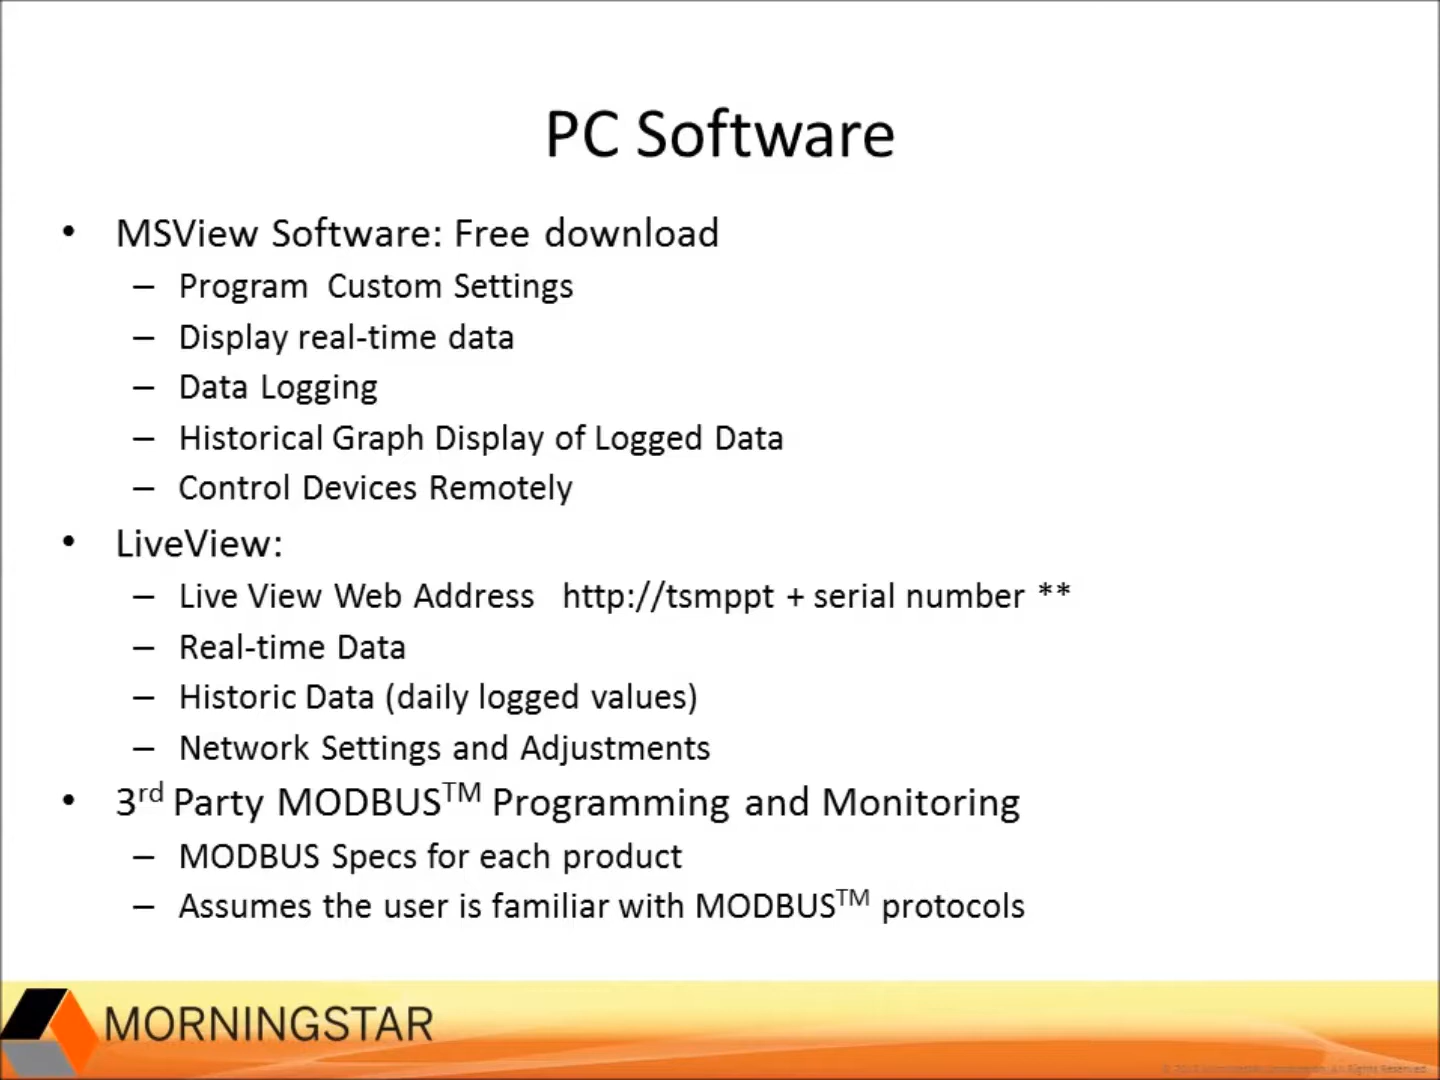 PC Software
• MSView Software: Free download
– Program  Custom Settings
– Display real-time data
– Data Logging
– Historical Graph Display of Logged Data
– Control Devices Remotely
• LiveView:
– Live View Web Address   http://tsmppt + serial number **
– Real-time Data
– Historic Data (daily logged values)
– Network Settings and Adjustments
• 3rd Party MODBUSTM Programming and Monitoring
– MODBUS Specs for each product
– Assumes the user is familiar with MODBUSTM protocols
MORNINGSTAR
All Rights Reserved